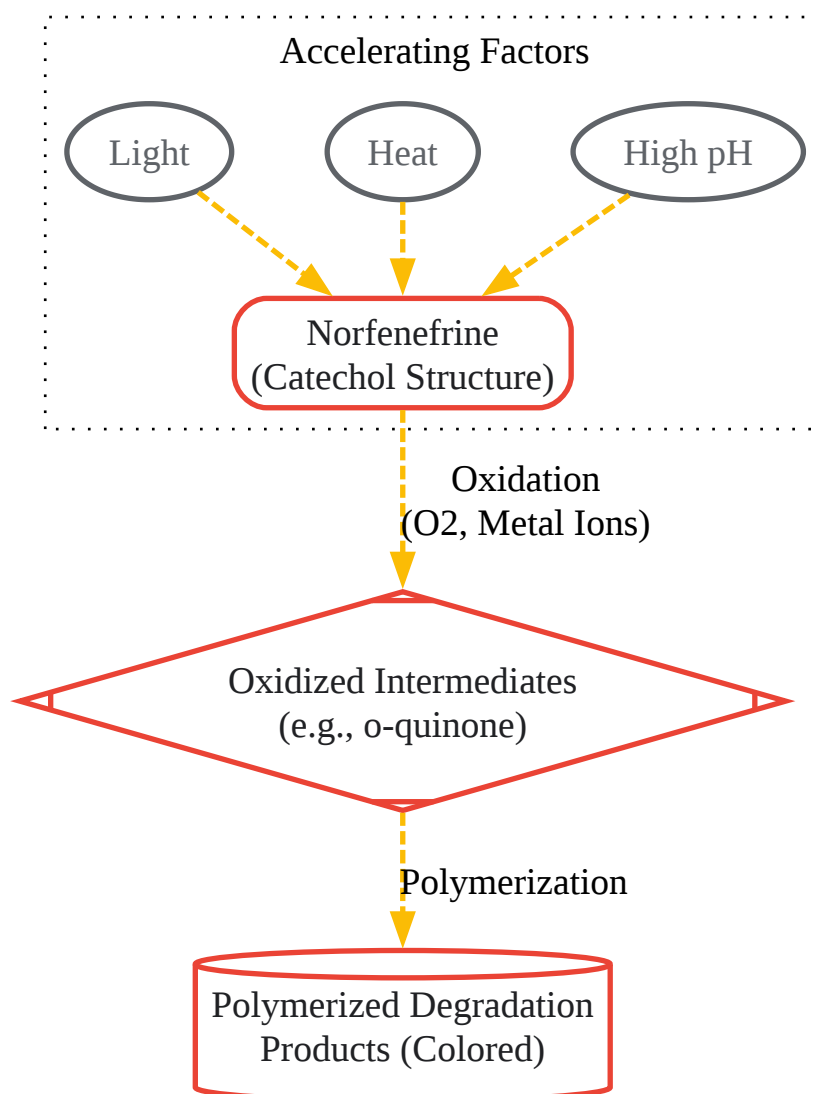 Accelerating Factors
Light
Heat
High pH
Norfenefrine
(Catechol Structure)
Oxidation
(O2, Metal Ions)
Oxidized Intermediates
(e.g., o-quinone)
Polymerization
Polymerized Degradation
Products (Colored)